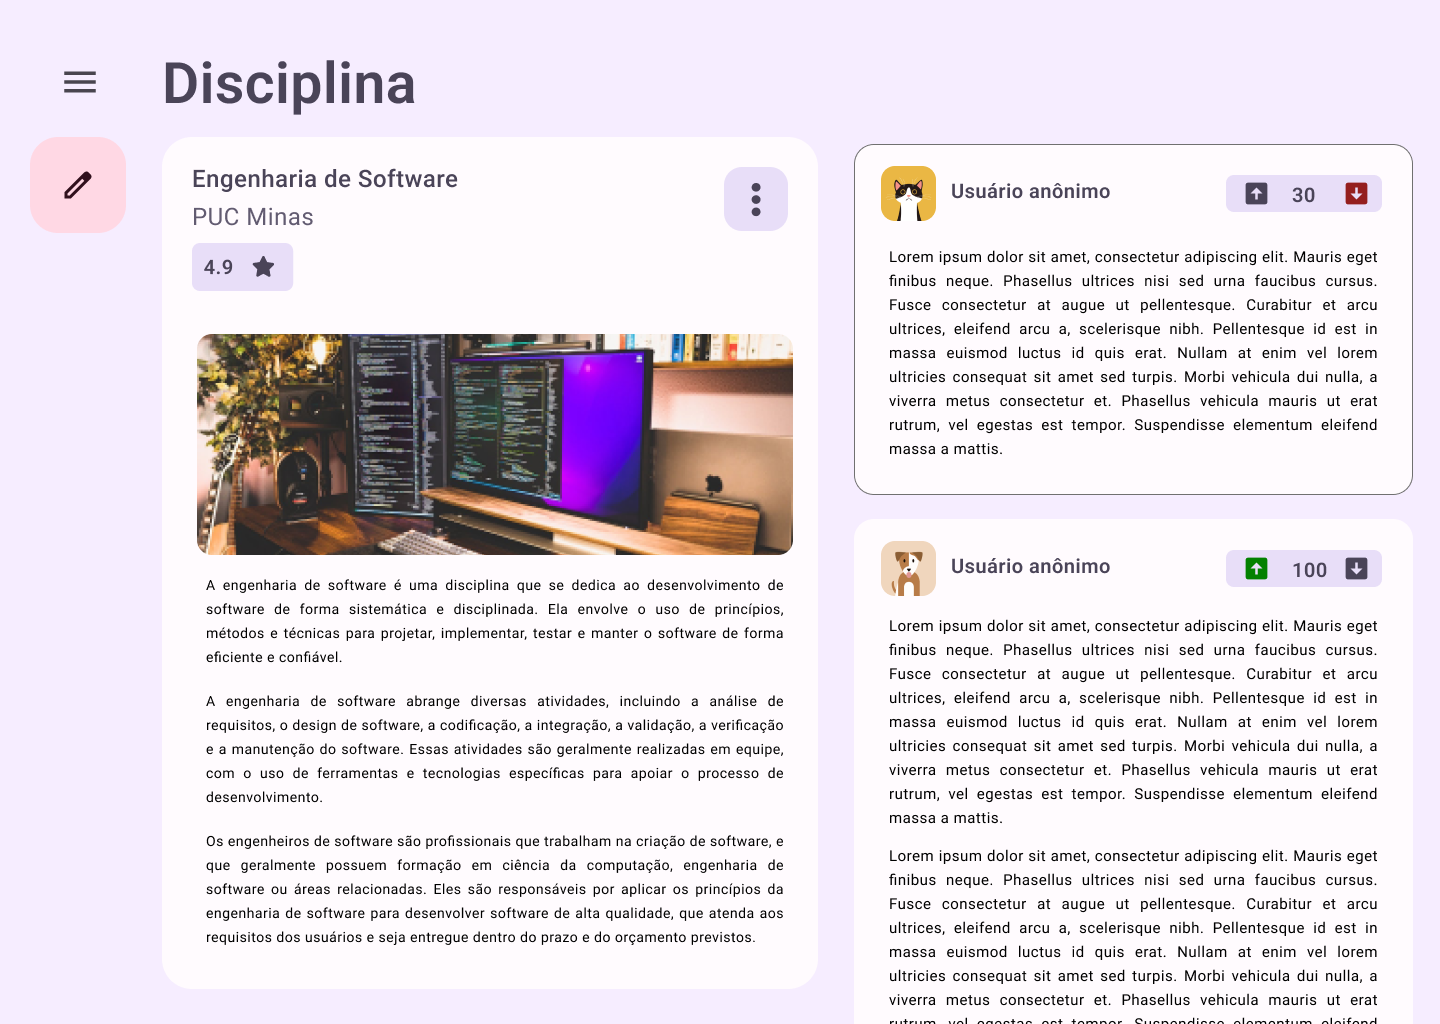 Disciplina
Engenharia de Software
PUC Minas
4.9
A engenharia de software é uma disciplina que se dedica ao desenvolvimento de
software de forma sistemática e disciplinada. Ela envolve o uso de princípios,
métodos e técnicas para projetar, implementar, testar e manter o software de forma
eficiente e confiável.
A engenharia de software abrange diversas atividades, incluindo a análise de
requisitos, o design de software, a codificação, a integração, a validação, a verificação
e a manutenção do software. Essas atividades são geralmente realizadas em equipe,
com o uso de ferramentas e tecnologias específicas para apoiar o processo de
desenvolvimento.
Os engenheiros de software são profissionais que trabalham na criação de software, e
que geralmente possuem formação em ciência da computação, engenharia de
software ou áreas relacionadas. Eles são responsáveis por aplicar os princípios da
engenharia de software para desenvolver software de alta qualidade, que atenda aos
requisitos dos usuários e seja entregue dentro do prazo e do orçamento previstos.
Usuário anônimo
30
Lorem ipsum dolor sit amet, consectetur adipiscing elit. Mauris eget
finibus neque. Phasellus ultrices nisi sed urna faucibus cursus.
Fusce consectetur at augue ut pellentesque. Curabitur et arcu
ultrices, eleifend arcu a, scelerisque nibh. Pellentesque id est in
massa euismod luctus id quis erat. Nullam at enim vel lorem
ultricies consequat sit amet sed turpis. Morbi vehicula dui nulla, a
viverra metus consectetur et. Phasellus vehicula mauris ut erat
rutrum, vel egestas est tempor. Suspendisse elementum eleifend
massa a mattis.
Usuário anônimo
100
Lorem ipsum dolor sit amet, consectetur adipiscing elit. Mauris eget
finibus neque. Phasellus ultrices nisi sed urna faucibus cursus.
Fusce consectetur at augue ut pellentesque. Curabitur et arcu
ultrices, eleifend arcu a, scelerisque nibh. Pellentesque id est in
massa euismod luctus id quis erat. Nullam at enim vel lorem
ultricies consequat sit amet sed turpis. Morbi vehicula dui nulla, a
viverra metus consectetur et. Phasellus vehicula mauris ut erat
rutrum, vel egestas est tempor. Suspendisse elementum eleifend
massa a mattis.
Lorem ipsum dolor sit amet, consectetur adipiscing elit. Mauris eget
finibus neque. Phasellus ultrices nisi sed urna faucibus cursus.
Fusce consectetur at augue ut pellentesque. Curabitur et arcu
ultrices, eleifend arcu a, scelerisque nibh. Pellentesque id est in
massa euismod luctus id quis erat. Nullam at enim vel lorem
ultricies consequat sit amet sed turpis. Morbi vehicula dui nulla, a
viverra metus consectetur et. Phasellus vehicula mauris ut erat
rutrum, vel egestas est tempor. Suspendisse elementum eleifend